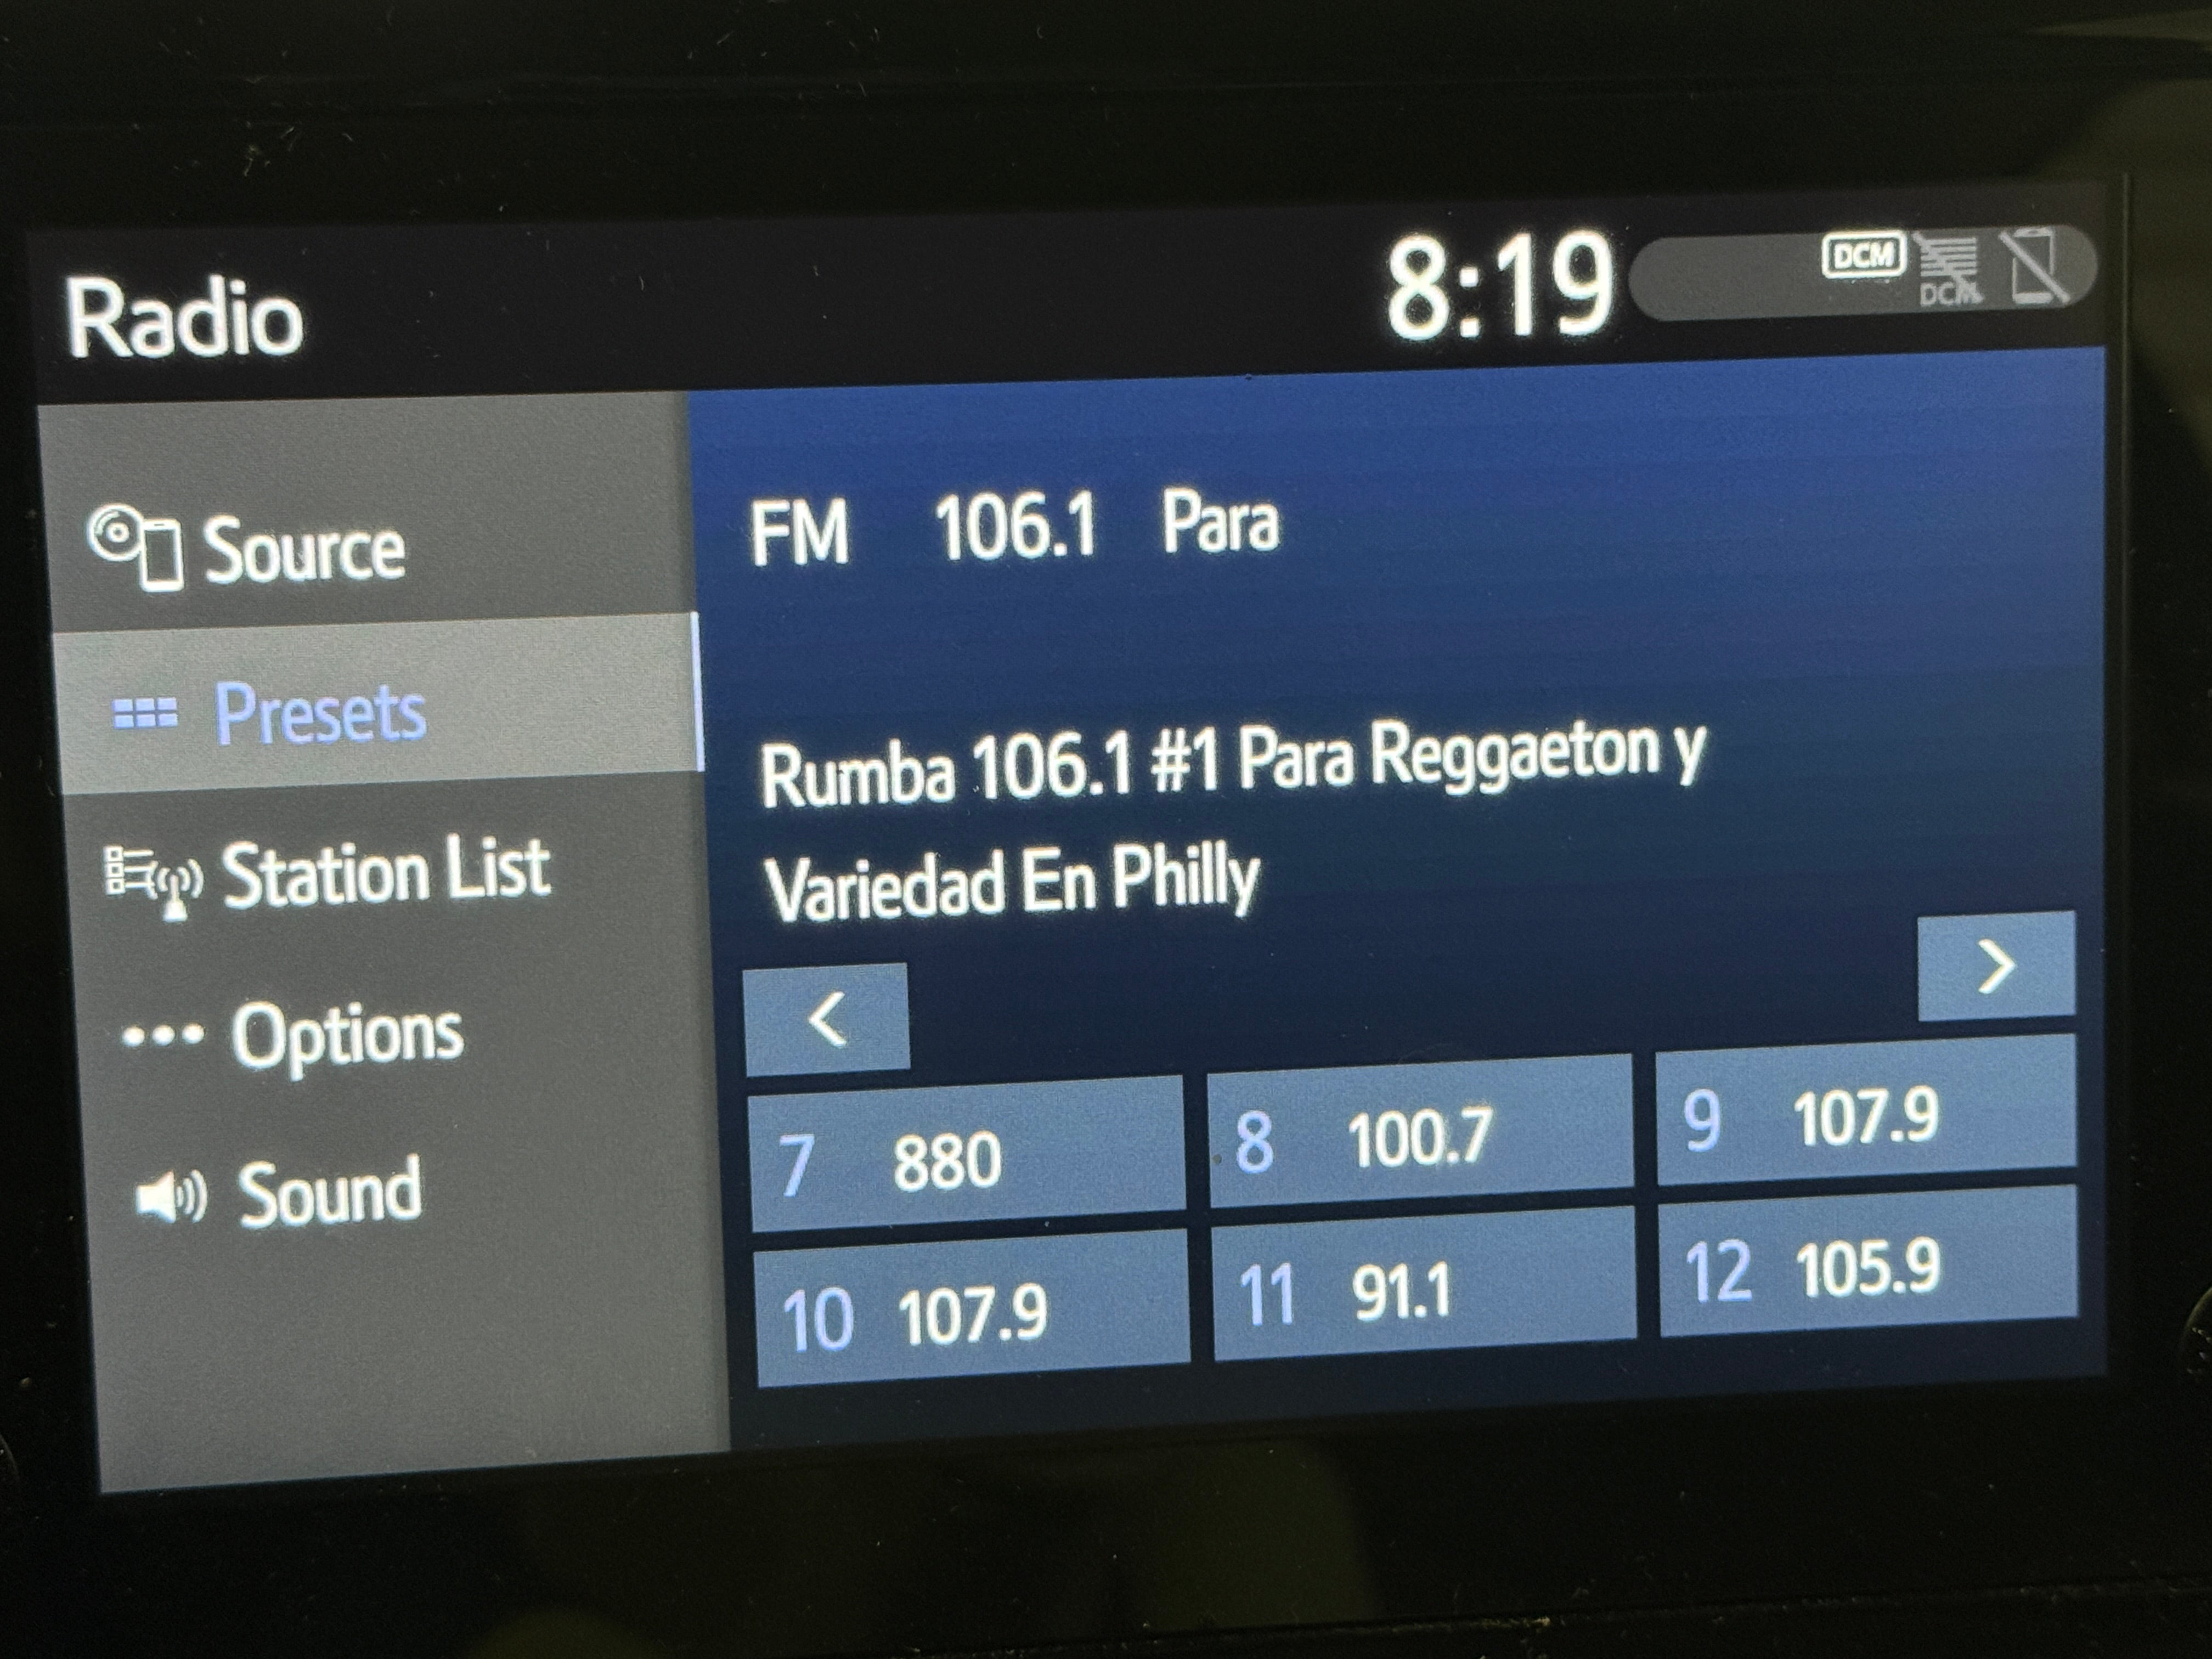 Radio
8:19
DCM
DCM
Source
Presets
Station List
Options
Sound
FM 106.1 Para
Rumba 106.1 #1 Para Reggaeton y
Variedad En Philly
<
>
7 880
8 100.7
9 107.9
10 107.9
11 91.1
12 105.9